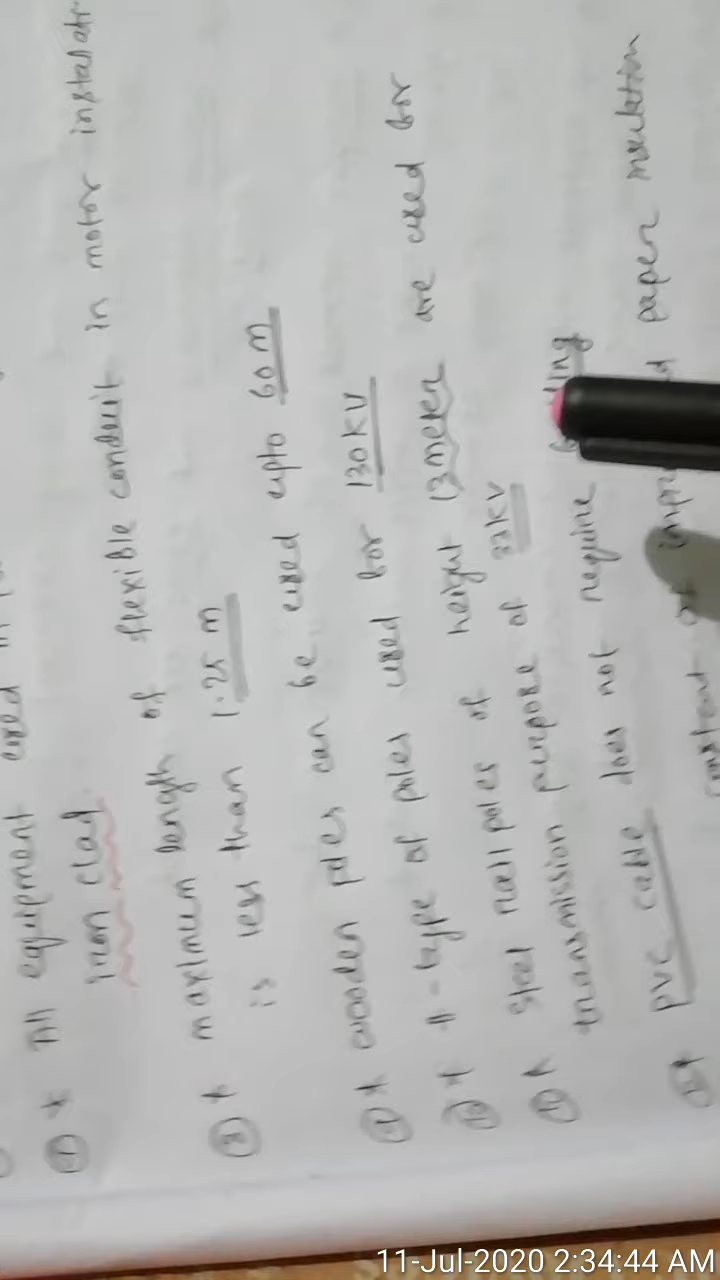 All equipment used in
iron clad.
* maximum length of flexible conduit in motor
is less than 1.25 m
* wooden poles can be used upto 60 m
* H-type of poles used for 130 KV
* Steel rail poles of height 13 meter are used for
transmission purpose of 33 KV
PVC cable does not require
paper insulation
11-Jul-2020 2:34:44 AM